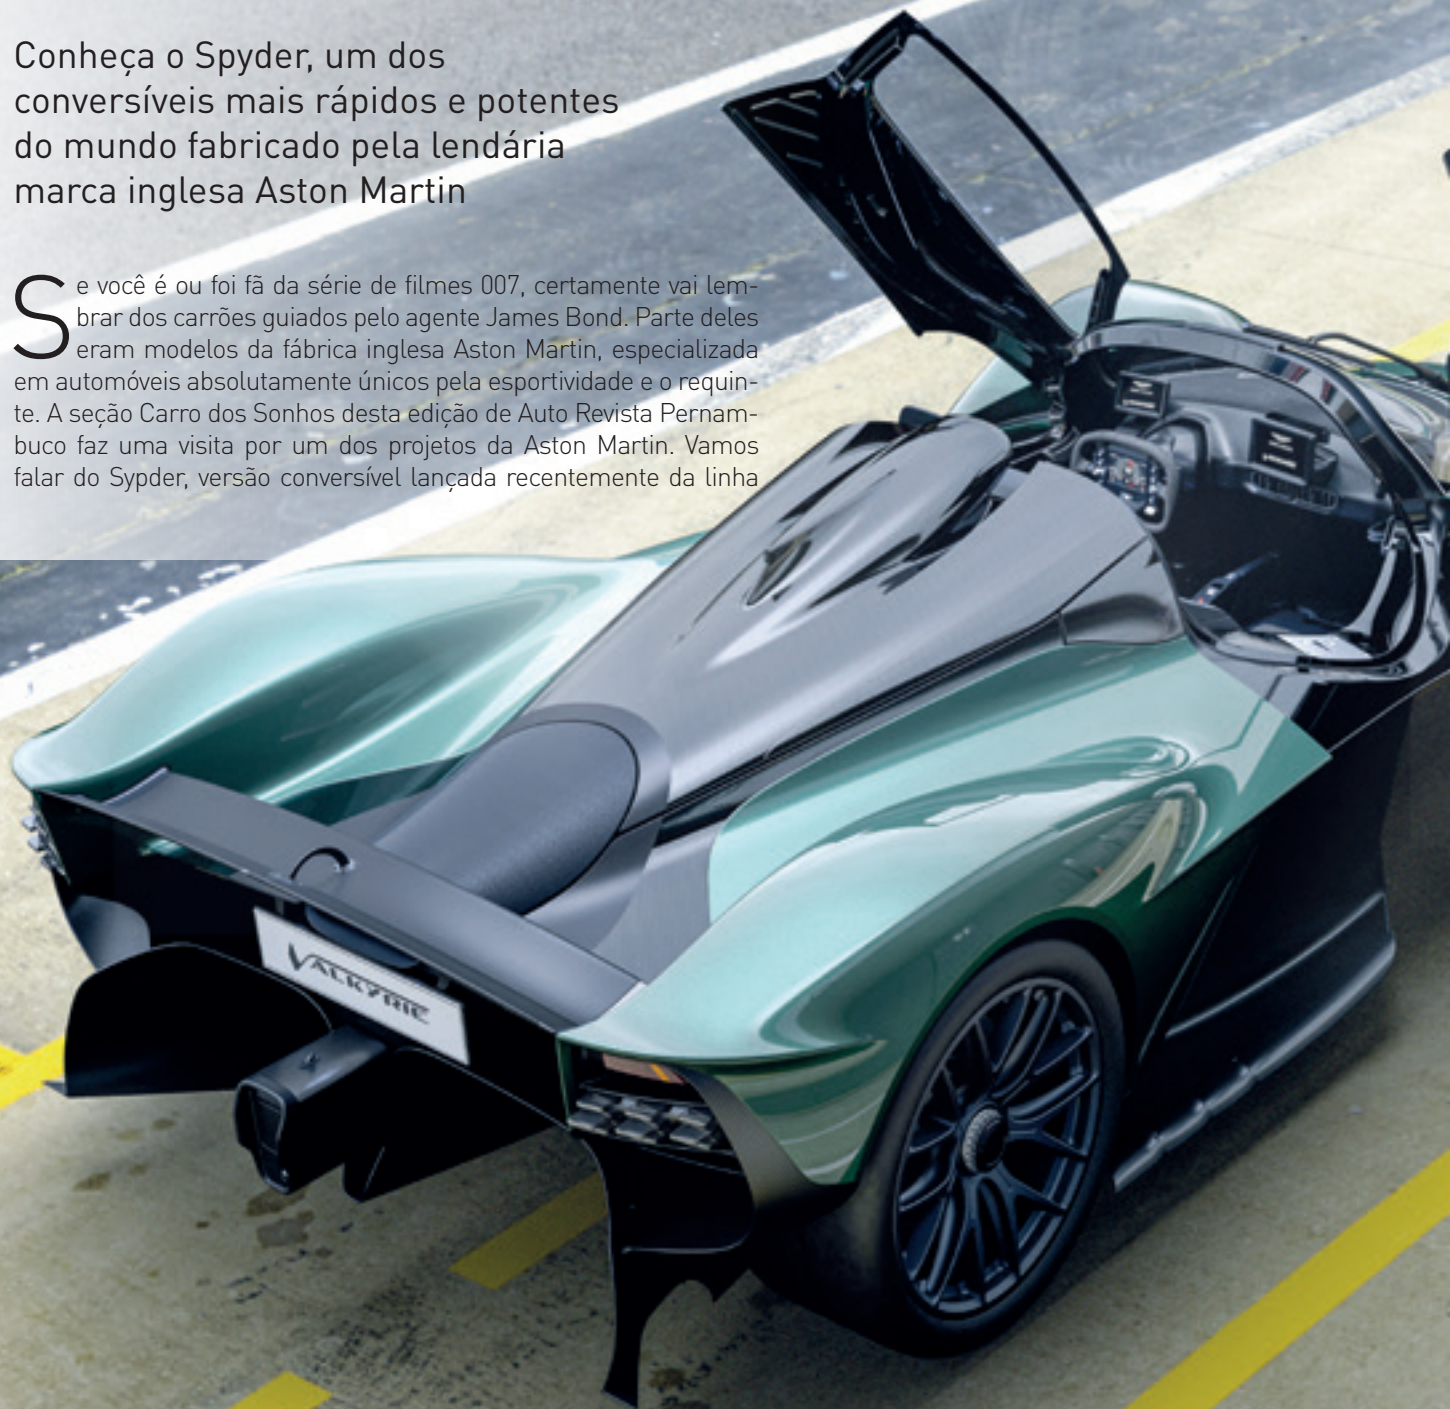 Conheça o Spyder, um dos
conversíveis mais rápidos e potentes
do mundo fabricado pela lendária
marca inglesa Aston Martin
Se você é ou foi fã da série de filmes 007, certamente vai lem-
brar dos carrões guiados pelo agente James Bond. Parte deles
eram modelos da fábrica inglesa Aston Martin, especializada
em automóveis absolutamente únicos pela esportividade e o requin-
te. A seção Carro dos Sonhos desta edição de Auto Revista Pernam-
buco faz uma visita por um dos projetos da Aston Martin. Vamos
falar do Sypder, versão conversível lançada recentemente da linha
VALKYRIE